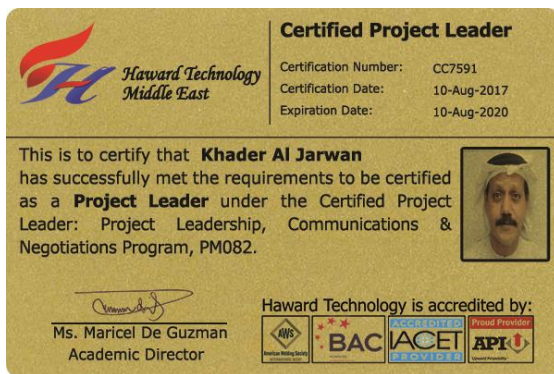 Haward Technology
Middle East
Certified Project Leader
Certification Number: CC7591
Certification Date: 10-Aug-2017
Expiration Date: 10-Aug-2020
This is to certify that Khader Al Jarwan
has successfully met the requirements to be certified
as a Project Leader under the Certified Project
Leader: Project Leadership, Communications &
Negotiations Program, PM082.
Ms. Maricel De Guzman
Academic Director
Haward Technology is accredited by:
AWS
American Welding Society
BAC
ACCREDITED
IACET
PROVIDER
Proud Provider
API